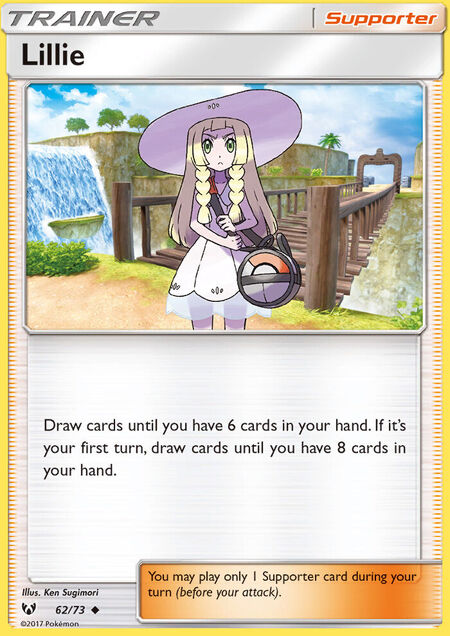 TRAINER Supporter
Lillie
Draw cards until you have 6 cards in your hand. If it's
your first turn, draw cards until you have 8 cards in
your hand.
Illus. Ken Sugimori
62/73
©2017 Pokémon
You may play only 1 Supporter card during your
turn (before your attack).